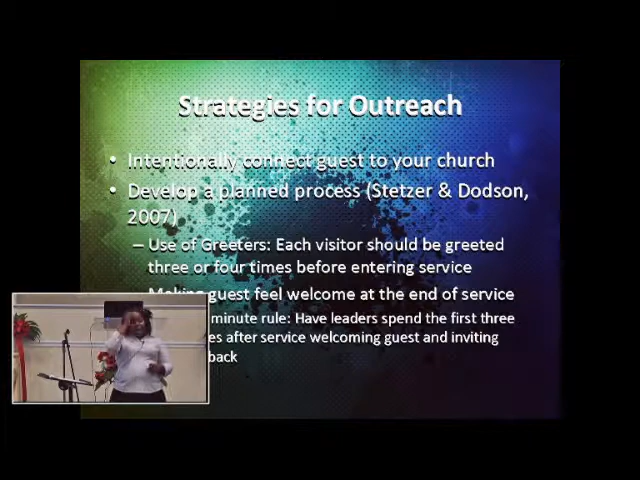 Strategies for Outreach
• Intentionally connect guest to your church
• Develop a planned process (Stetzer & Dodson,
2007)
– Use of Greeters: Each visitor should be greeted
three or four times before entering service
guest feel welcome at the end of service
minute rule: Have leaders spend the first three
after service welcoming guest and inviting
back